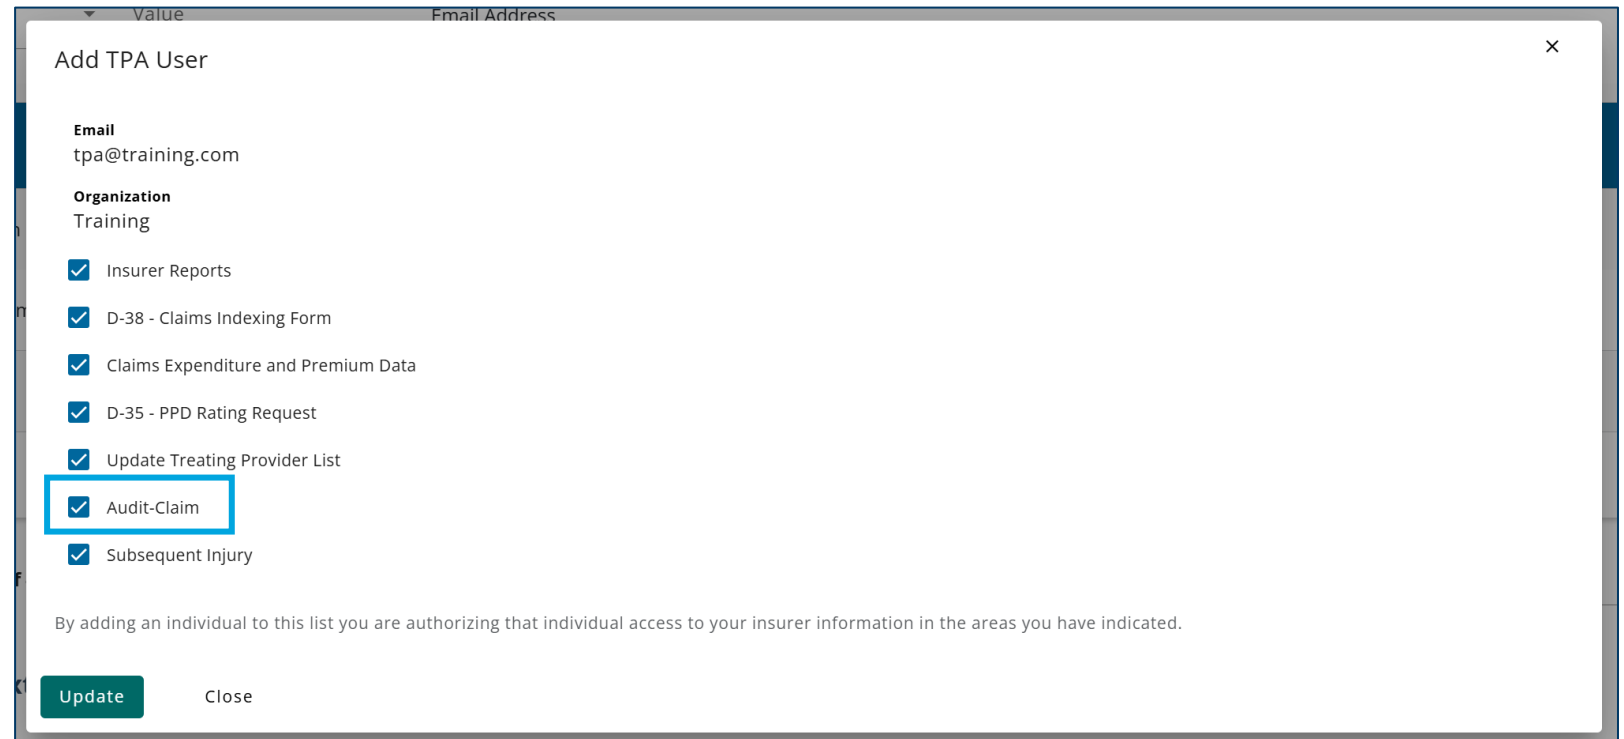 Value Email Address
Add TPA User
Email
tpa@training.com
Organization
Training
Insurer Reports
D-38 - Claims Indexing Form
Claims Expenditure and Premium Data
D-35 - PPD Rating Request
Update Treating Provider List
Audit-Claim
Subsequent Injury
By adding an individual to this list you are authorizing that individual access to your insurer information in the areas you have indicated.
Update Close